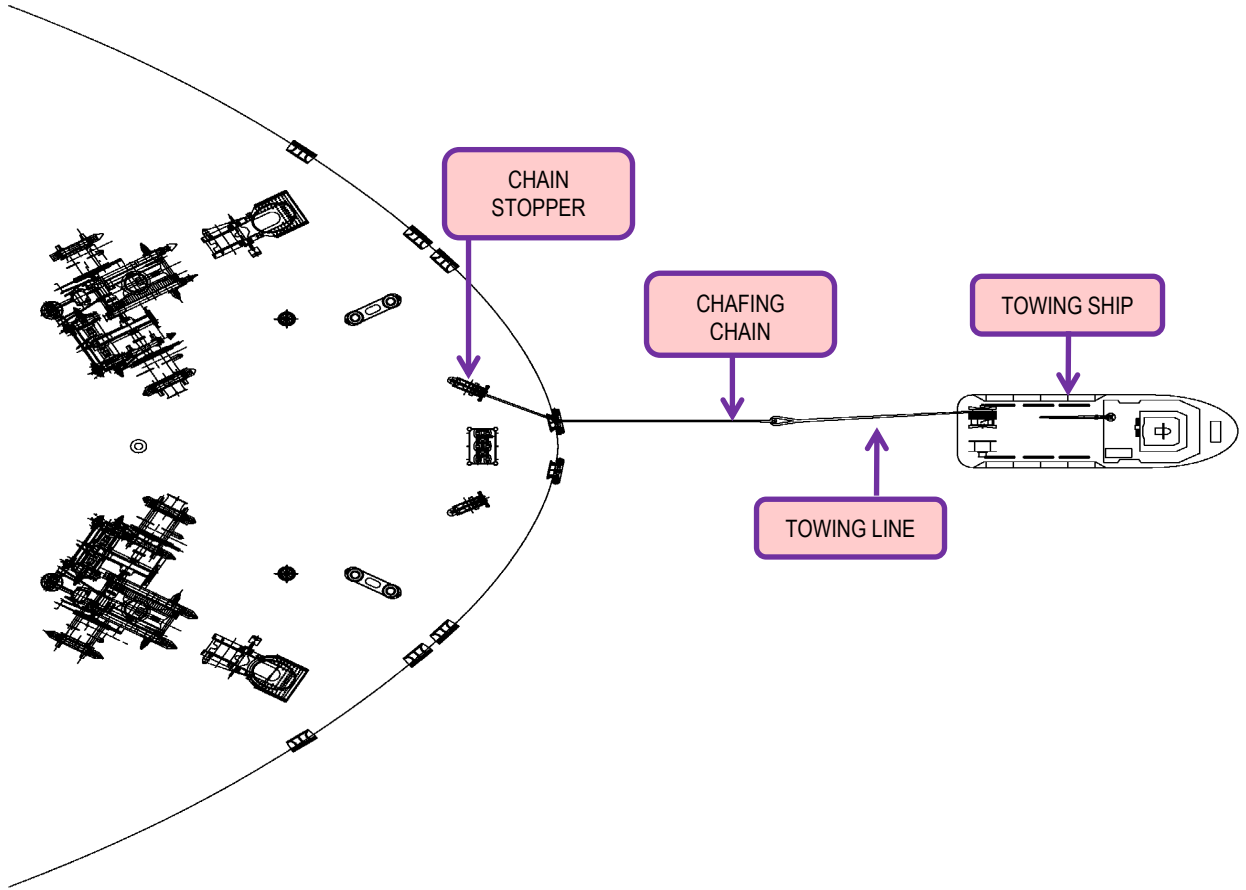 CHAIN
STOPPER
CHAFING
CHAIN
TOWING SHIP
TOWING LINE